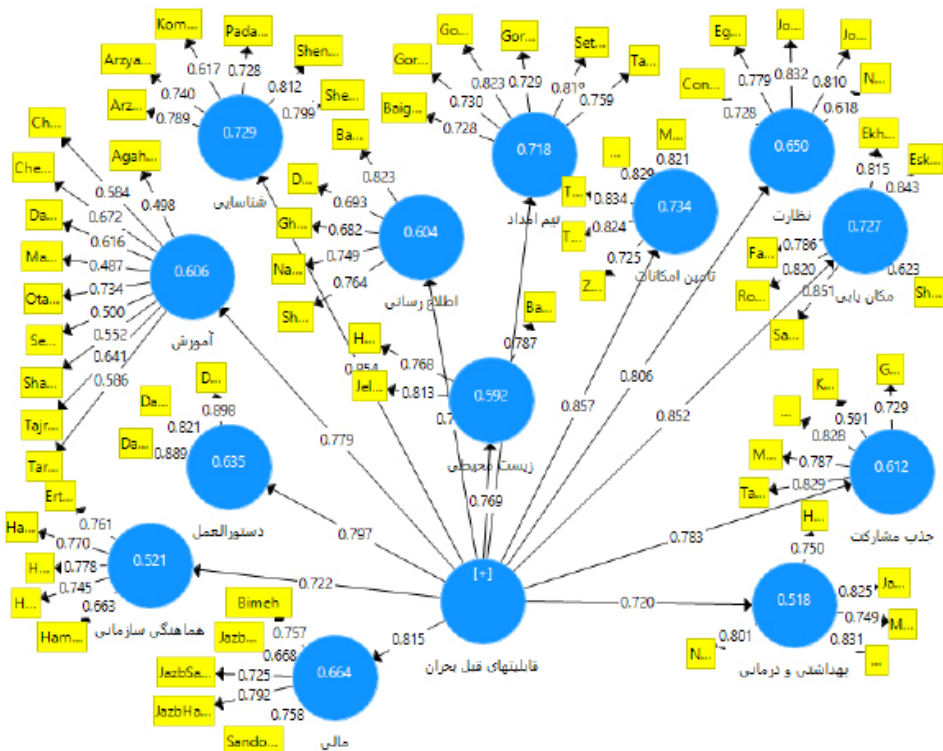 Kom...
Pada...
Arzya...
Shen...
0.617
0.728
0.740
0.812
Arz...
She...
0.789
0.799
0.729
شناسایی
Go...
Gor...
Set...
Gor...
Ta...
0.823
0.729
0.730
0.759
Baig...
0.728
0.718
تیم امداد
Eg...
Jo...
Jo...
0.779
0.832
0.810
N...
Con...
0.728
0.618
0.650
نظارت
Ekh...
Esk...
0.815
0.843
0.727
Fa...
0.786
Ro...
0.820
Sa...
0.851
0.623
Sh...
مکان یابی
M...
...
0.821
0.829
T...
0.834
T...
0.824
Z...
0.725
0.734
تامین امکانات
Ba...
0.823
D...
0.693
Gh...
0.682
Na...
0.749
Sh...
0.764
0.604
اطلاع رسانی
Ch...
Agah...
0.584
0.498
Che...
0.672
Da...
0.616
Ma...
0.487
Ota...
0.734
Se...
0.500
Sha...
0.552
Tajr...
0.641
Tar...
0.586
0.606
آمورش
Ba...
0.787
H...
0.768
Jel...
0.813
0.592
زیست محیطی
D...
0.898
Da...
0.821
Da...
0.889
0.635
دستورالعمل
G...
K...
0.729
0.591
...
0.828
M...
0.787
Ta...
0.829
0.612
جذب مشارکت
0.854
0.779
0.769
0.857
0.806
0.852
0.797
0.783
0.722
0.720
0.815
Ert...
0.761
Ha...
0.770
H...
0.778
H...
0.745
Ham...
0.663
0.521
هماهنگی سازمانی
[+]
قابلیتهای قبل بحران
H...
0.750
Ja...
0.825
M...
0.749
...
0.831
N...
0.801
0.518
بهداشتی و درمانی
Bimeh
0.757
Jazb...
0.668
JazbSa...
0.725
JazbHa...
0.792
Sando...
0.758
0.664
مالی